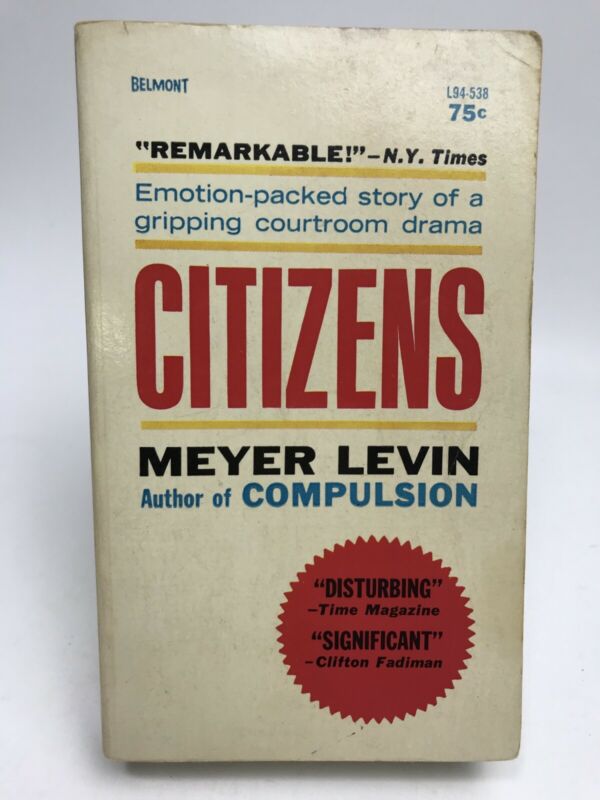 BELMONT
L94-538
75c
"REMARKABLE!"—N.Y. Times
Emotion-packed story of a
gripping courtroom drama
CITIZENS
MEYER LEVIN
Author of COMPULSION
"DISTURBING"
—Time Magazine
"SIGNIFICANT"
—Clifton Fadiman